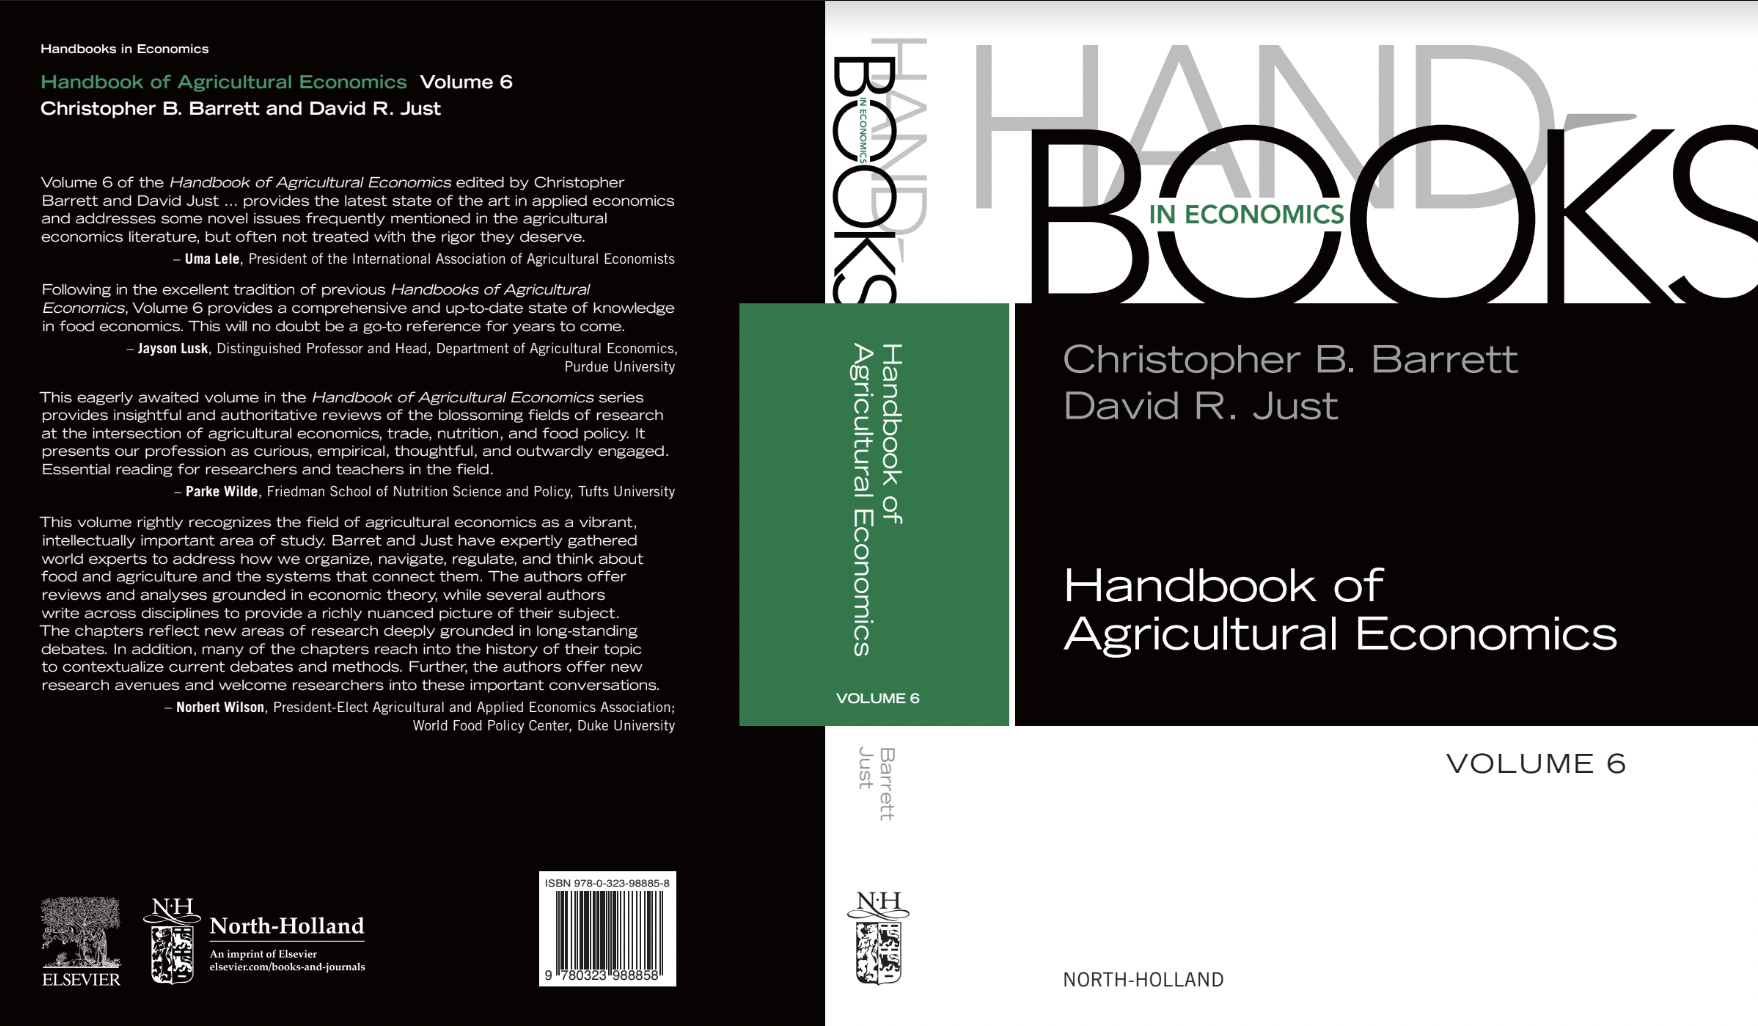 Handbooks in Economics
Handbook of Agricultural Economics Volume 6
Christopher B. Barrett and David R. Just
Volume 6 of the Handbook of Agricultural Economics edited by Christopher
Barrett and David Just ... provides the latest state of the art in applied economics
and addresses some novel issues frequently mentioned in the agricultural
economics literature, but often not treated with the rigor they deserve.
– Uma Lele, President of the International Association of Agricultural Economists
Following in the excellent tradition of previous Handbooks of Agricultural
Economics, Volume 6 provides a comprehensive and up-to-date state of knowledge
in food economics. This will no doubt be a go-to reference for years to come.
– Jayson Lusk, Distinguished Professor and Head, Department of Agricultural Economics,
Purdue University
This eagerly awaited volume in the Handbook of Agricultural Economics series
provides insightful and authoritative reviews of the blossoming fields of research
at the intersection of agricultural economics, trade, nutrition, and food policy. It
presents our profession as curious, empirical, thoughtful, and outwardly engaged.
Essential reading for researchers and teachers in the field.
– Parke Wilde, Friedman School of Nutrition Science and Policy, Tufts University
This volume rightly recognizes the field of agricultural economics as a vibrant,
intellectually important area of study. Barret and Just have expertly gathered
world experts to address how we organize, navigate, regulate, and think about
food and agriculture and the systems that connect them. The authors offer
reviews and analyses grounded in economic theory, while several authors
write across disciplines to provide a richly nuanced picture of their subject.
The chapters reflect new areas of research deeply grounded in long-standing
debates. In addition, many of the chapters reach into the history of their topic
to contextualize current debates and methods. Further, the authors offer new
research avenues and welcome researchers into these important conversations.
– Norbert Wilson, President-Elect Agricultural and Applied Economics Association;
World Food Policy Center, Duke University
ELSEVIER
N·H
North-Holland
An imprint of Elsevier
elsevier.com/books-and-journals
ISBN 978-0-323-98885-8
9 780323 988858
HAND-
BOOKS
IN ECONOMICS
Handbook of
Agricultural Economics
VOLUME 6
Barrett
Just
N·H
HAND-
BOOKS
IN ECONOMICS
Christopher B. Barrett
David R. Just
Handbook of
Agricultural Economics
VOLUME 6
NORTH-HOLLAND